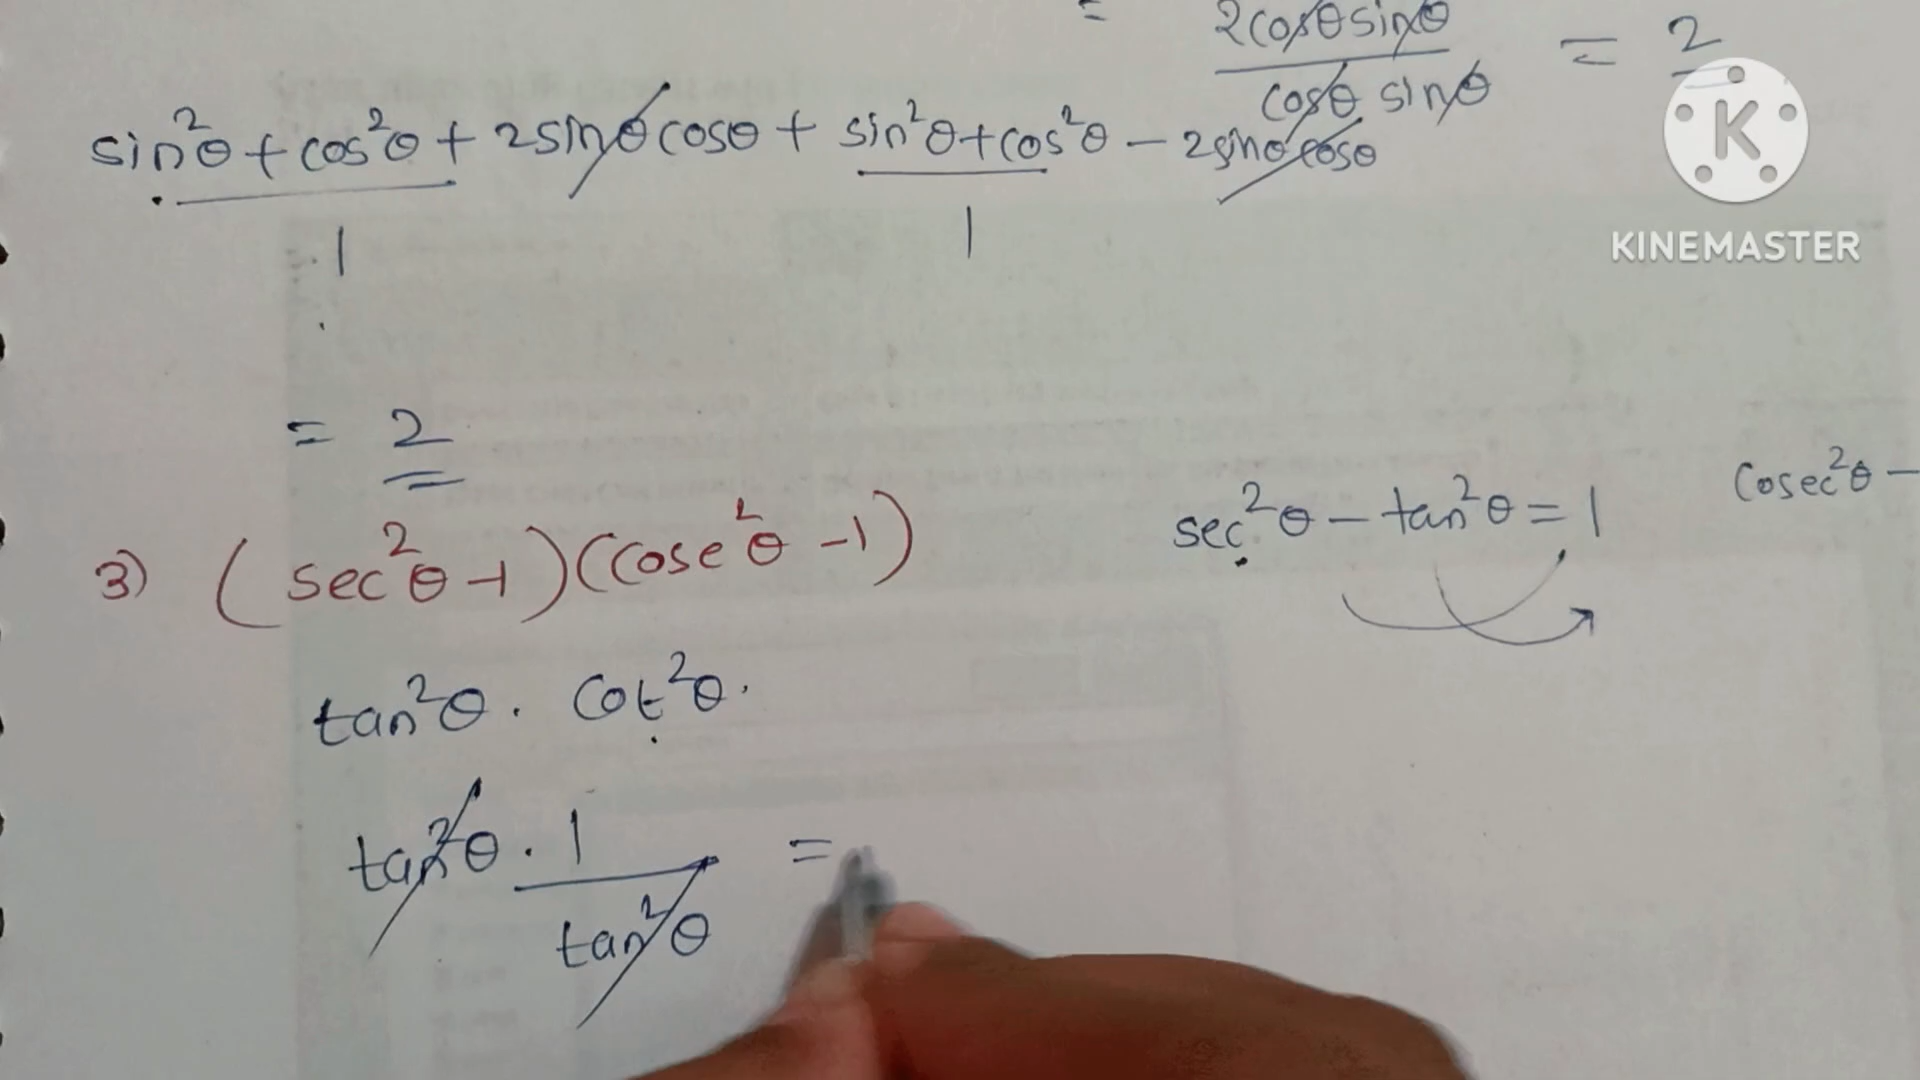 = 2cosθsinθ / cosθ sinθ = 2
sin²θ + cos²θ + 2sinθcosθ + sin²θ + cos²θ - 2sinθcosθ
1 1
= 2
3) (sec²θ - 1)(cose²θ - 1)
sec²θ - tan²θ = 1
Cosec²θ -
tan²θ . Cot²θ.
tan²θ . 1 / tan²θ =
K
KINEMASTER